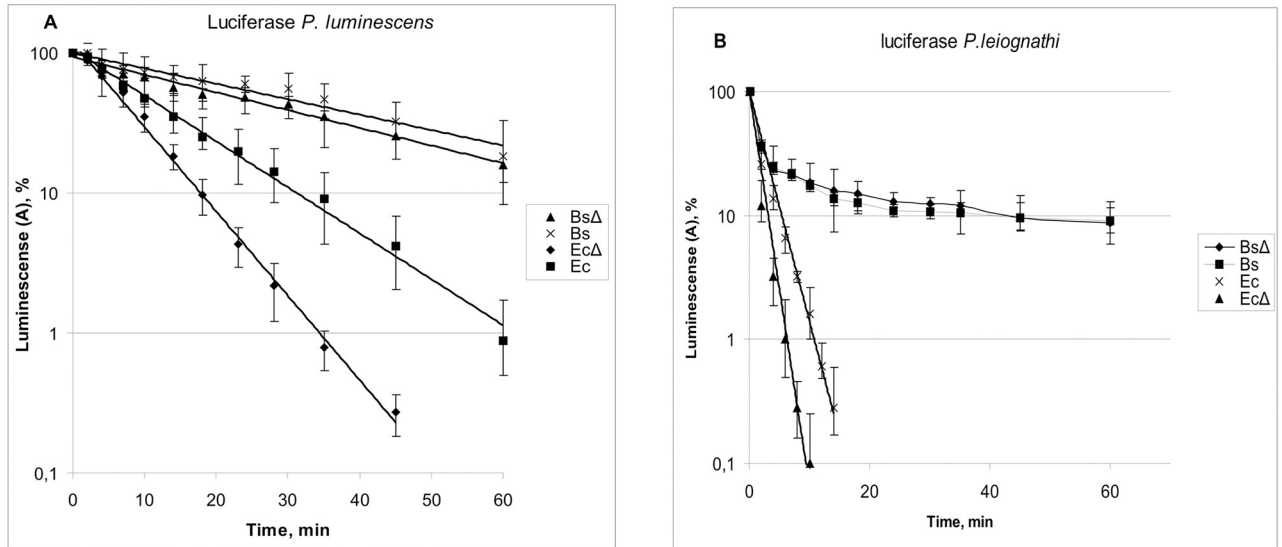 A
Luciferase P. luminescens
Luminescense (A), %
100
10
1
0,1
0
10
20
30
40
50
60
Time, min
BsΔ
Bs
EcΔ
Ec
B
luciferase P.leiognathi
Luminescense (A), %
100
10
1
0,1
0
20
40
60
Time, min
BsΔ
Bs
Ec
EcΔ